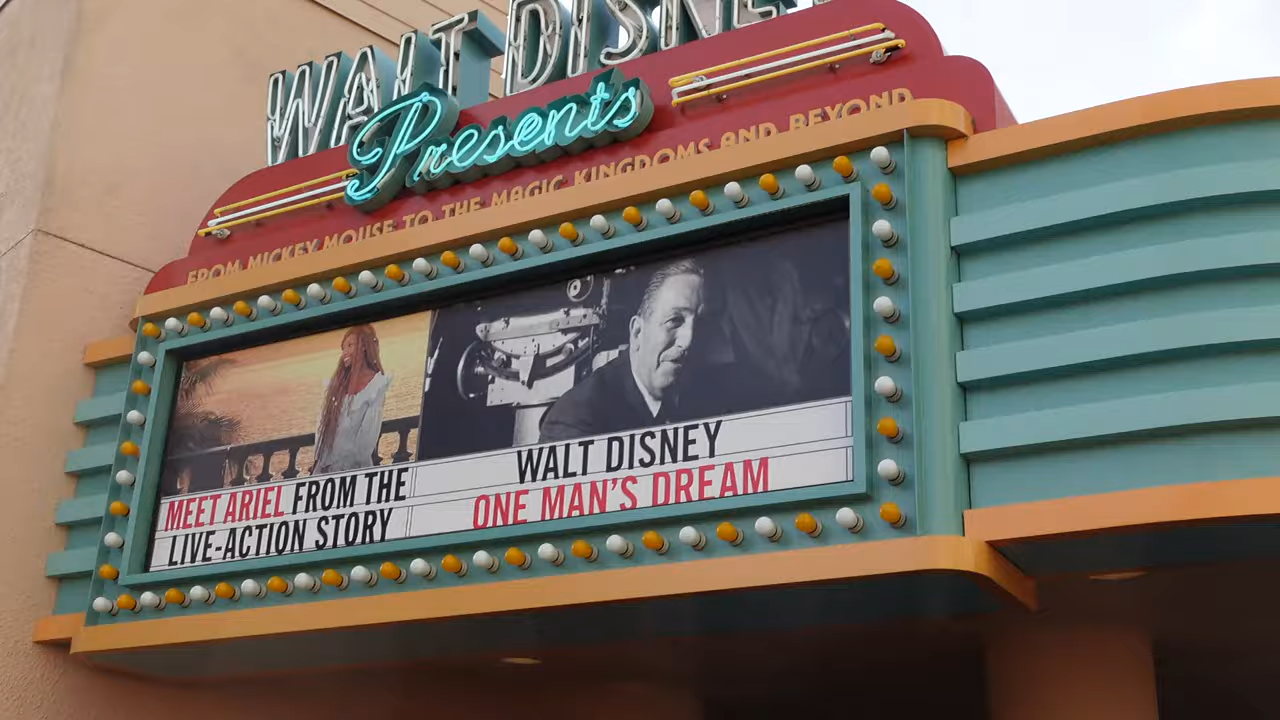 WALT DISNEY
Presents
FROM MICKEY MOUSE TO THE MAGIC KINGDOMS AND BEYOND
MEET ARIEL FROM THE
LIVE-ACTION STORY
WALT DISNEY
ONE MAN'S DREAM